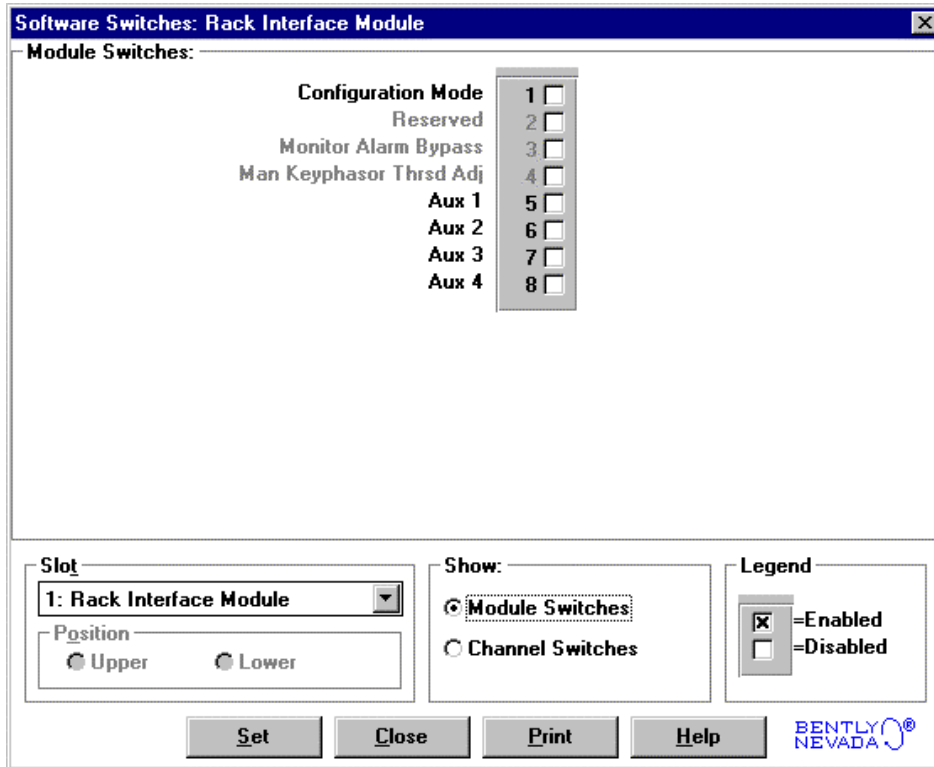 Software Switches: Rack Interface Module
Module Switches:
Configuration Mode 1
Reserved 2
Monitor Alarm Bypass 3
Man Keyphasor Thrsd Adj 4
Aux 1 5
Aux 2 6
Aux 3 7
Aux 4 8
Slot
1: Rack Interface Module
Position
Upper Lower
Show:
Module Switches
Channel Switches
Legend
=Enabled
=Disabled
Set Close Print Help
BENTLY ®
NEVADA